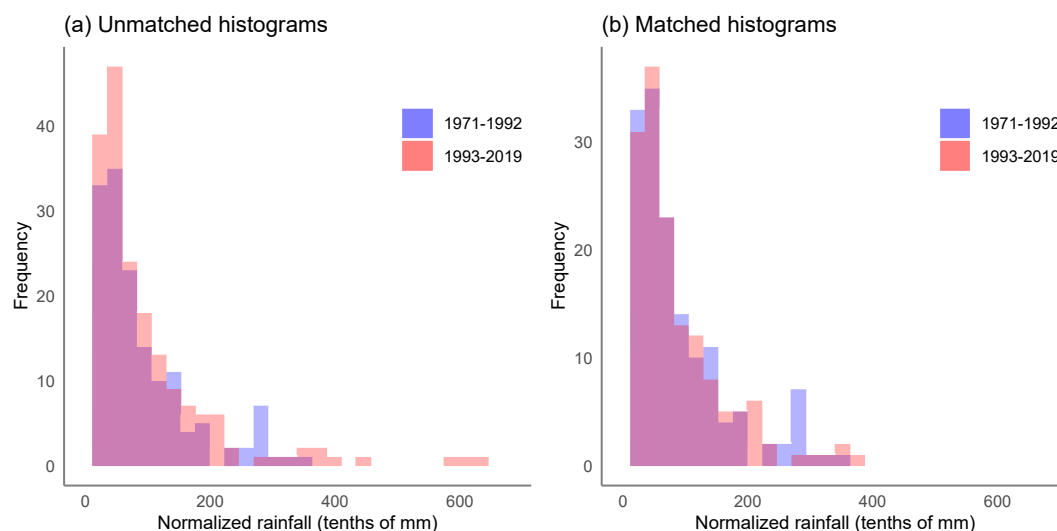 (a) Unmatched histograms
Frequency
40
30
20
10
0
1971-1992
1993-2019
0 200 400 600
Normalized rainfall (tenths of mm)
(b) Matched histograms
Frequency
30
20
10
0
1971-1992
1993-2019
0 200 400 600
Normalized rainfall (tenths of mm)